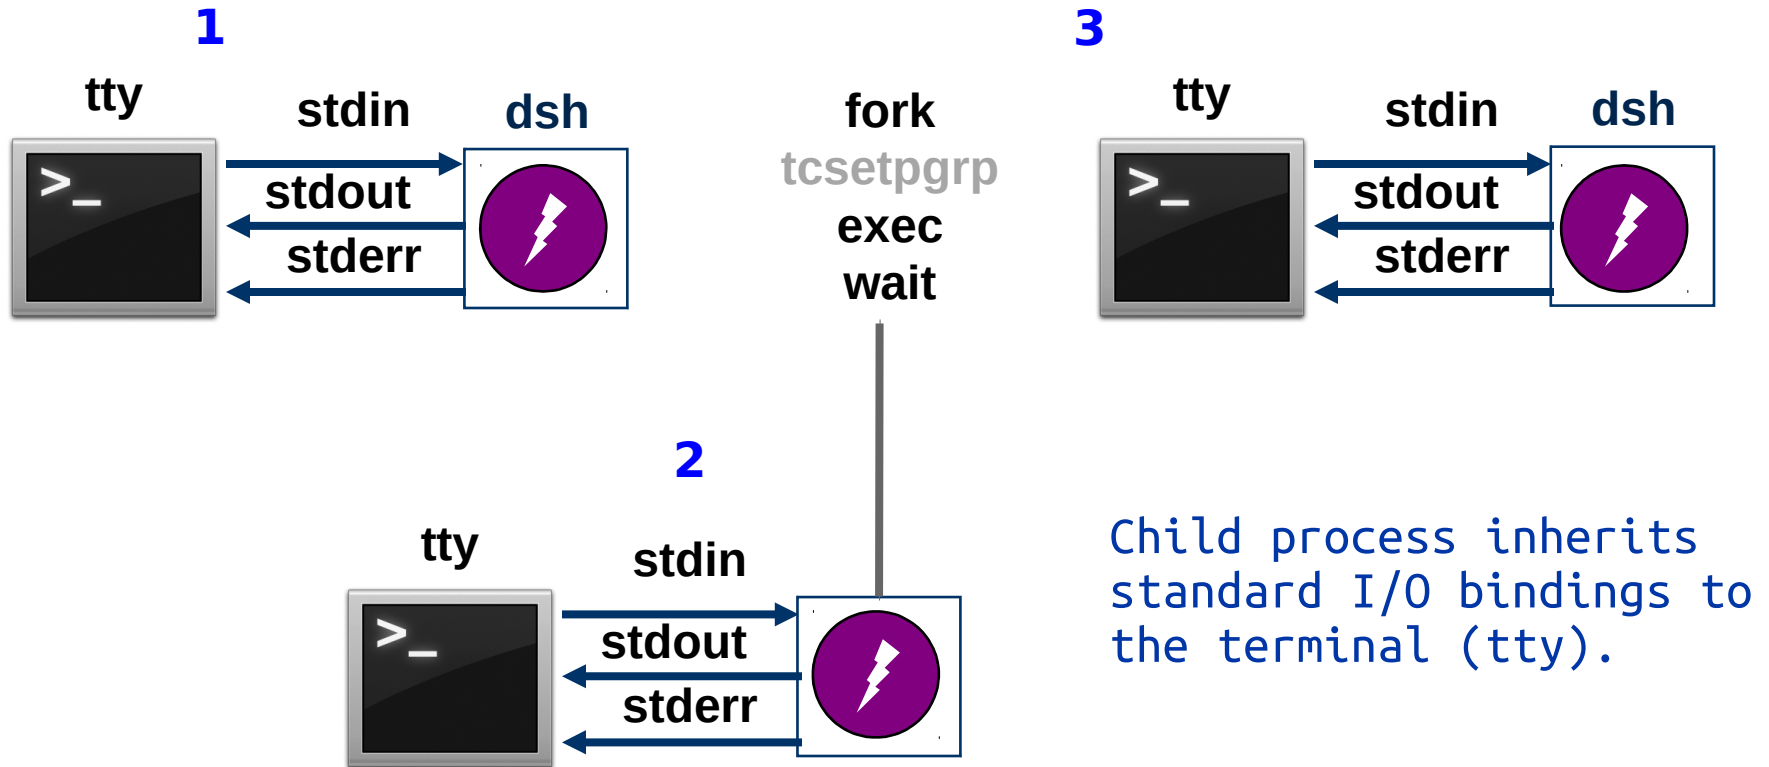 1
tty
stdin
dsh
>_
stdout
stderr
fork
tcsetpgrp
exec
wait
3
tty
stdin
dsh
>_
stdout
stderr
2
tty
stdin
>_
stdout
stderr
Child process inherits
standard I/O bindings to
the terminal (tty).